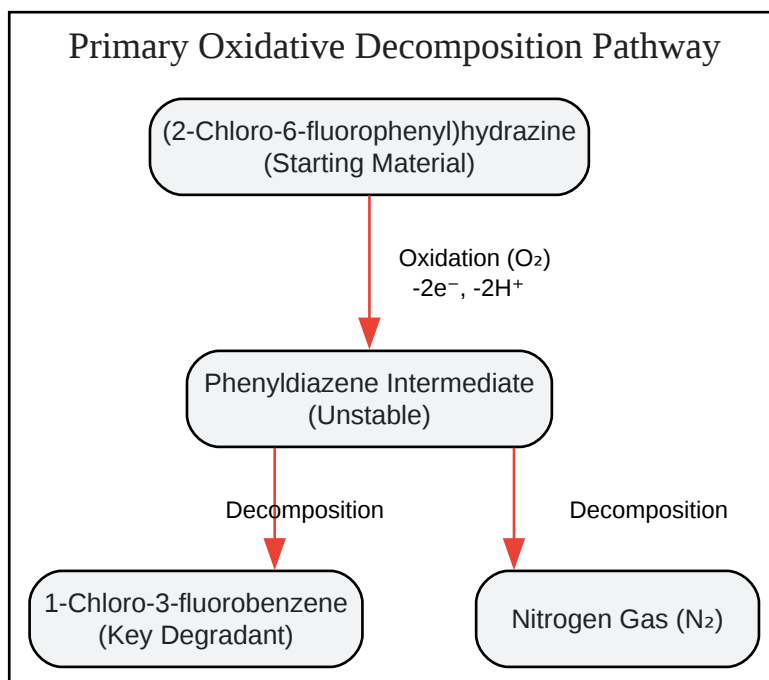 Primary Oxidative Decomposition Pathway
(2-Chloro-6-fluorophenyl)hydrazine
(Starting Material)
Oxidation (O₂)
-2e⁻, -2H⁺
Phenyldiazene Intermediate
(Unstable)
Decomposition
Decomposition
1-Chloro-3-fluorobenzene
(Key Degradant)
Nitrogen Gas (N₂)